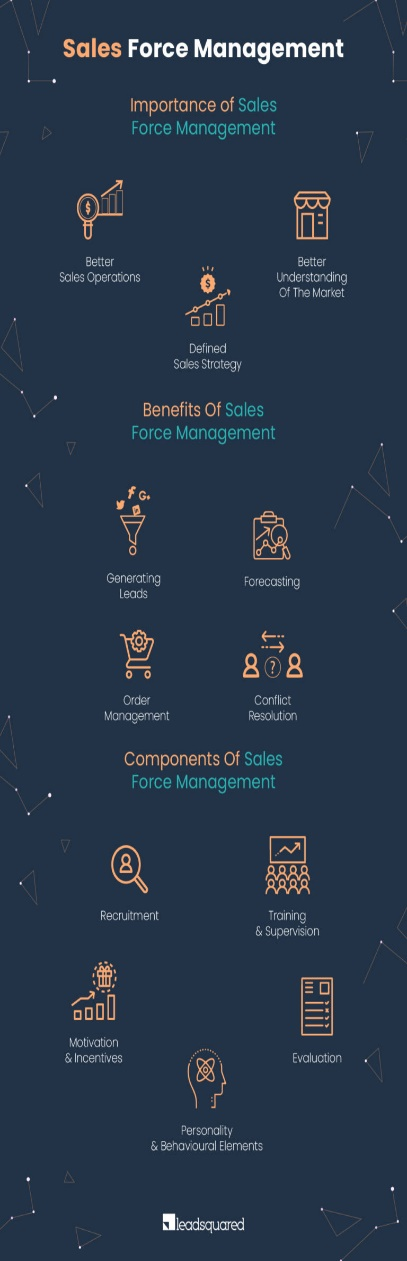 Sales Force Management
Importance of Sales
Force Management
Better
Sales Operations
Better
Understanding
Of The Market
Defined
Sales Strategy
Benefits Of Sales
Force Management
G+
Generating
Leads
Forecasting
Order
Management
Conflict
Resolution
Components Of Sales
Force Management
Recruitment
Training
& Supervision
Motivation
& Incentives
Evaluation
Personality
& Behavioural Elements
leadsquared